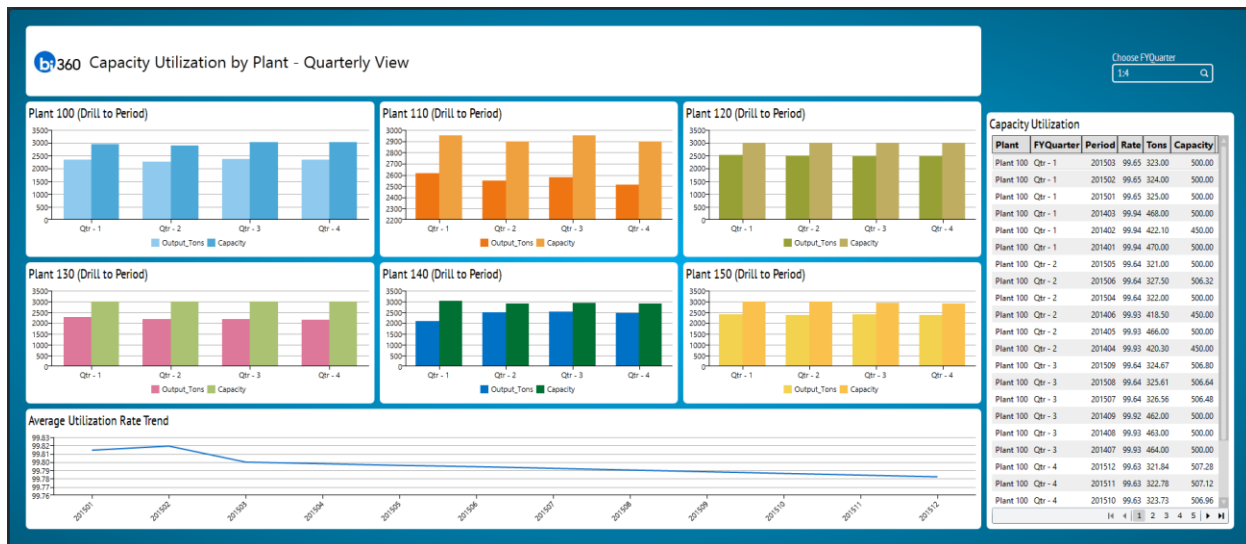 bi360 Capacity Utilization by Plant - Quarterly View
Choose FYQuarter
1:4
Plant 100 (Drill to Period)
3500
3000
2500
2000
1500
1000
500
0
Qtr - 1 Qtr - 2 Qtr - 3 Qtr - 4
Output_Tons Capacity
Plant 110 (Drill to Period)
3000
2900
2800
2700
2600
2500
2400
2300
2200
Qtr - 1 Qtr - 2 Qtr - 3 Qtr - 4
Output_Tons Capacity
Plant 120 (Drill to Period)
3500
3000
2500
2000
1500
1000
500
0
Qtr - 1 Qtr - 2 Qtr - 3 Qtr - 4
Output_Tons Capacity
Plant 130 (Drill to Period)
3500
3000
2500
2000
1500
1000
500
0
Qtr - 1 Qtr - 2 Qtr - 3 Qtr - 4
Output_Tons Capacity
Plant 140 (Drill to Period)
3500
3000
2500
2000
1500
1000
500
0
Qtr - 1 Qtr - 2 Qtr - 3 Qtr - 4
Output_Tons Capacity
Plant 150 (Drill to Period)
3500
3000
2500
2000
1500
1000
500
0
Qtr - 1 Qtr - 2 Qtr - 3 Qtr - 4
Output_Tons Capacity
Average Utilization Rate Trend
99.83
99.82
99.81
99.80
99.79
99.78
99.77
99.76
201501 201502 201503 201504 201505 201506 201507 201508 201509 201510 201511 201512
Capacity Utilization
Plant FYQuarter Period Rate Tons Capacity
Plant 100 Qtr - 1 201503 99.65 323.00 500.00
Plant 100 Qtr - 1 201502 99.65 324.00 500.00
Plant 100 Qtr - 1 201501 99.65 325.00 500.00
Plant 100 Qtr - 1 201403 99.94 468.00 500.00
Plant 100 Qtr - 1 201402 99.94 422.10 450.00
Plant 100 Qtr - 1 201401 99.94 470.00 500.00
Plant 100 Qtr - 2 201505 99.64 321.00 500.00
Plant 100 Qtr - 2 201506 99.64 327.50 506.32
Plant 100 Qtr - 2 201504 99.64 322.00 500.00
Plant 100 Qtr - 2 201406 99.93 418.50 450.00
Plant 100 Qtr - 2 201405 99.93 466.00 500.00
Plant 100 Qtr - 2 201404 99.93 420.30 450.00
Plant 100 Qtr - 3 201509 99.64 324.67 506.80
Plant 100 Qtr - 3 201508 99.64 325.61 506.64
Plant 100 Qtr - 3 201507 99.64 326.56 506.48
Plant 100 Qtr - 3 201409 99.92 462.00 500.00
Plant 100 Qtr - 3 201408 99.93 463.00 500.00
Plant 100 Qtr - 3 201407 99.93 464.00 500.00
Plant 100 Qtr - 4 201512 99.63 321.84 507.28
Plant 100 Qtr - 4 201511 99.63 322.78 507.12
Plant 100 Qtr - 4 201510 99.63 323.73 506.96
1 2 3 4 5